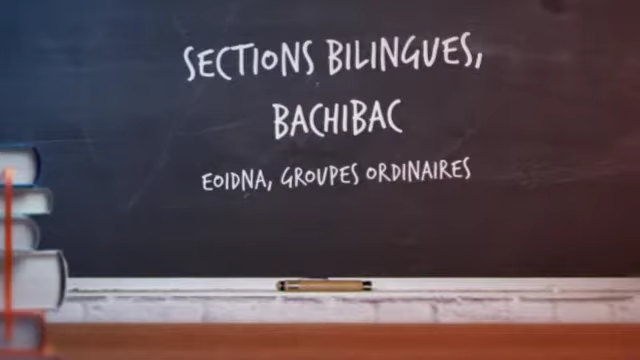 SECTIONS BILINGUES,
BACHIBAC
EOIDNA, GROUPES ORDINAIRES